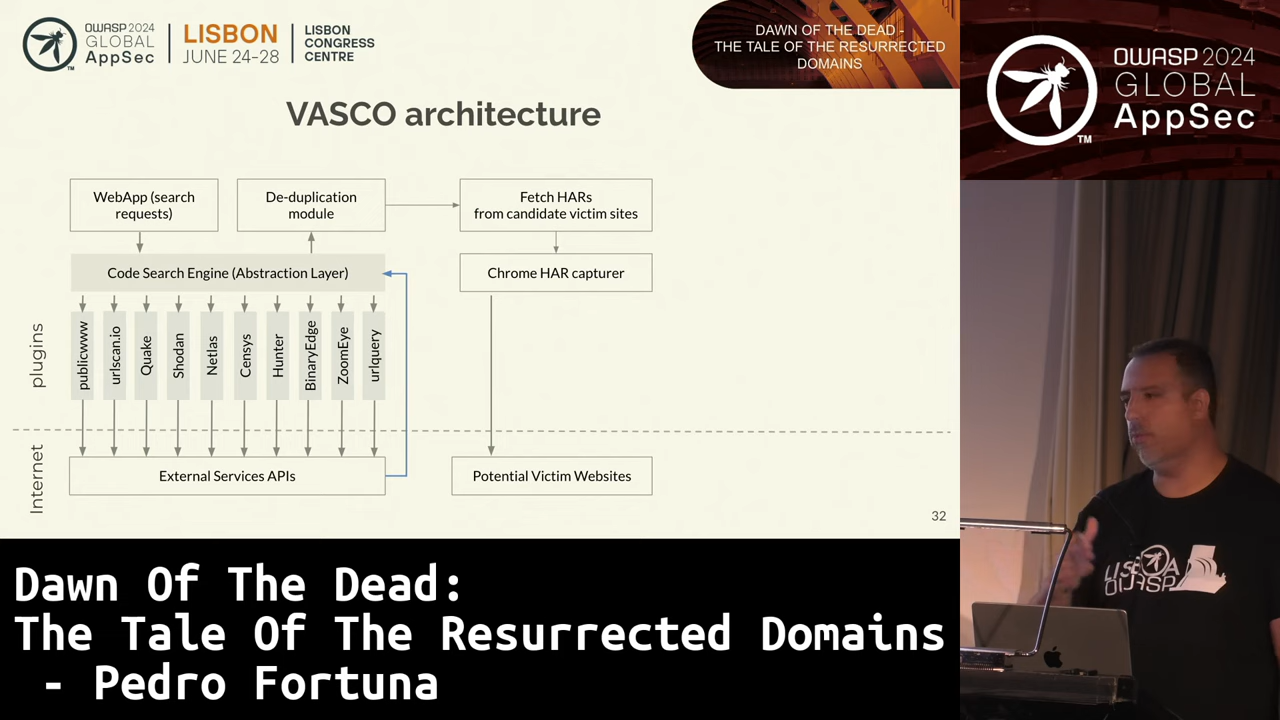 OWASP 2024
GLOBAL
AppSec
LISBON
JUNE 24-28
LISBON
CONGRESS
CENTRE
DAWN OF THE DEAD -
THE TALE OF THE RESURRECTED
DOMAINS
OWASP 2024
GLOBAL
AppSec
TM
VASCO architecture
WebApp (search
requests)
De-duplication
module
Fetch HARs
from candidate victim sites
Code Search Engine (Abstraction Layer)
Chrome HAR capturer
plugins
publicwww
urlscan.io
Quake
Shodan
Netlas
Censys
Hunter
BinaryEdge
ZoomEye
urlquery
Internet
External Services APIs
Potential Victim Websites
32
LISBOA
OWASP
Dawn Of The Dead:
The Tale Of The Resurrected Domains
- Pedro Fortuna